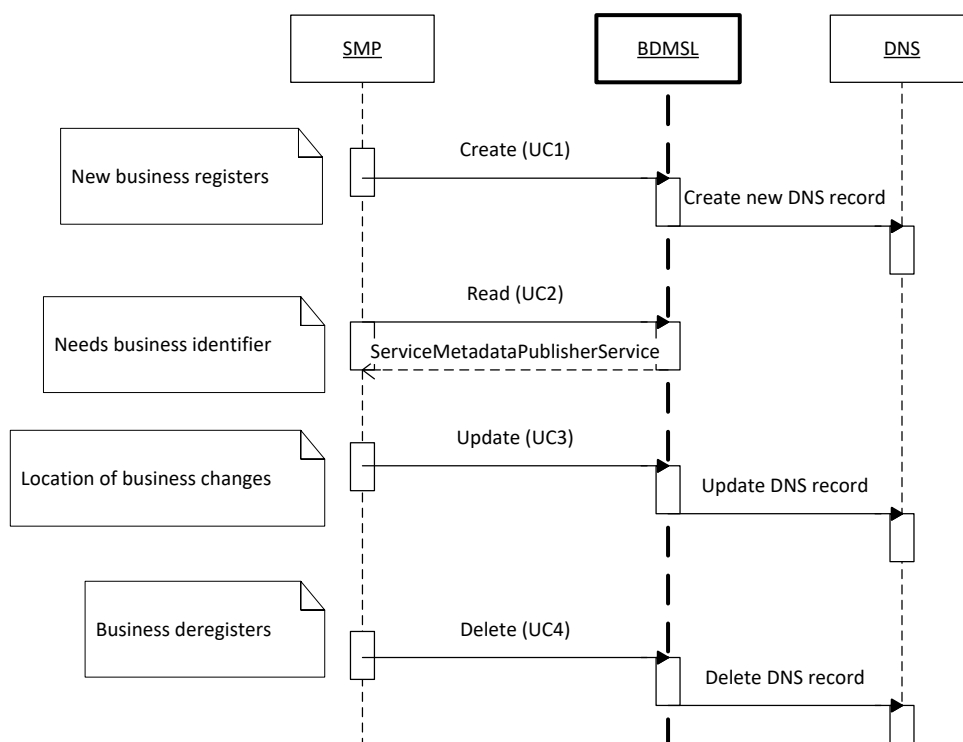 SMP
BDMSL
DNS
New business registers
Create (UC1)
Create new DNS record
Read (UC2)
Needs business identifier
ServiceMetadataPublisherService
Update (UC3)
Location of business changes
Update DNS record
Business deregisters
Delete (UC4)
Delete DNS record